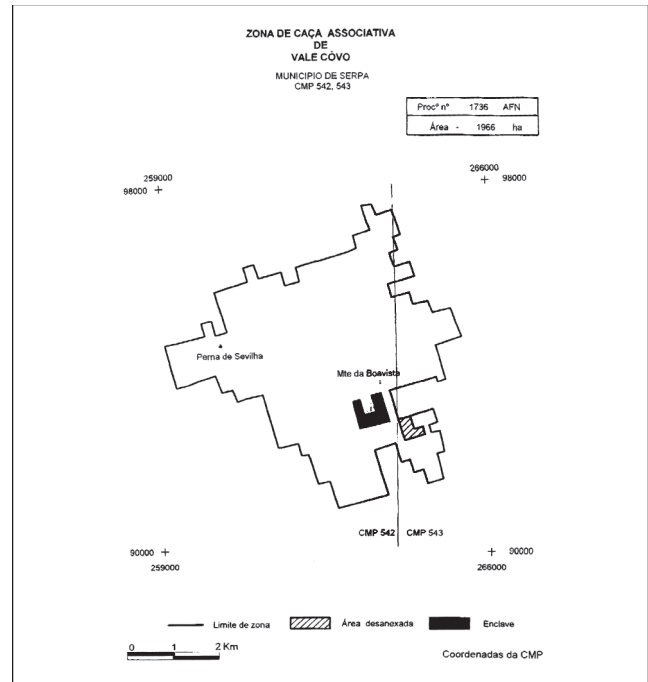 ZONA DE CAÇA ASSOCIATIVA
DE
VALE CÔVO
MUNICIPIO DE SERPA
CMP 542, 543
Procº nº 1736 AFN
Área - 1966 ha
259000
98000
266000
98000
Perna de Sevilha
Mte da Boavista
CMP 542 CMP 543
90000
259000
90000
266000
Limite de zona Área desanexada Enclave
0 1 2 Km
Coordenadas da CMP